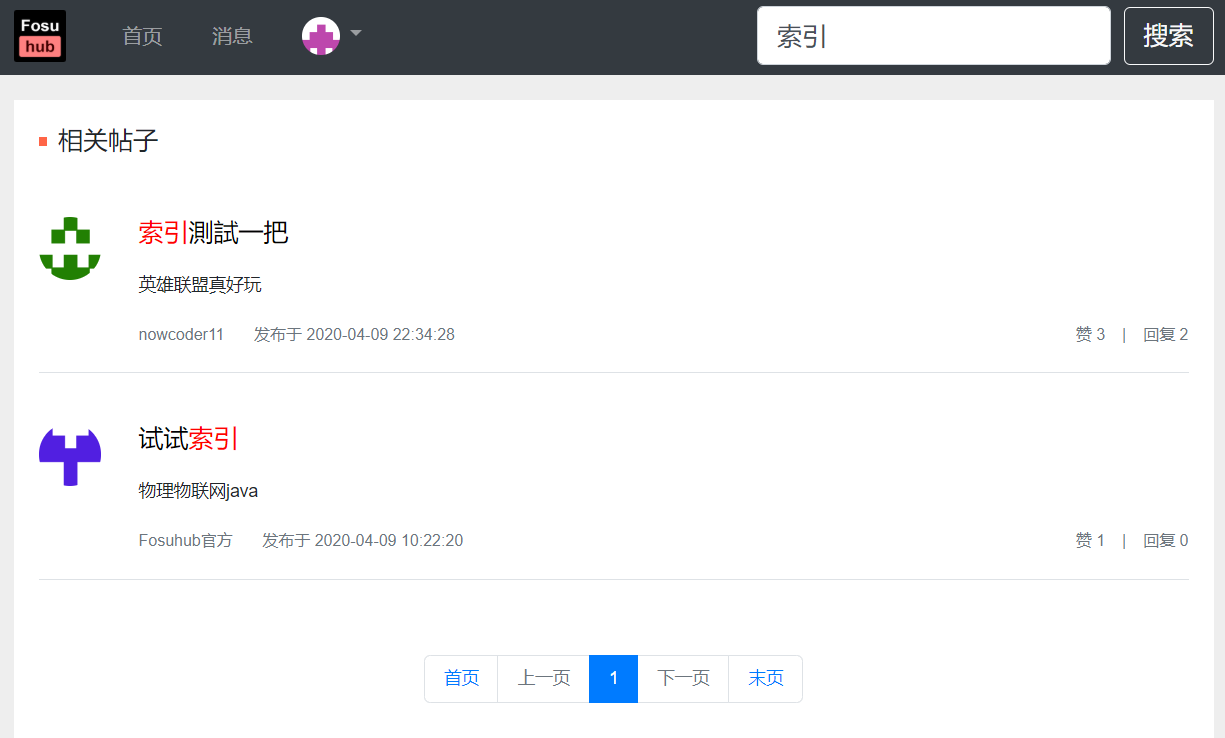 Fosu
hub
首页 消息 索引 搜索
相关帖子
索引測試一把
英雄联盟真好玩
nowcoder11 发布于 2020-04-09 22:34:28 赞 3 | 回复 2
试试索引
物理物联网java
Fosuhub官方 发布于 2020-04-09 10:22:20 赞 1 | 回复 0
首页 上一页 1 下一页 末页